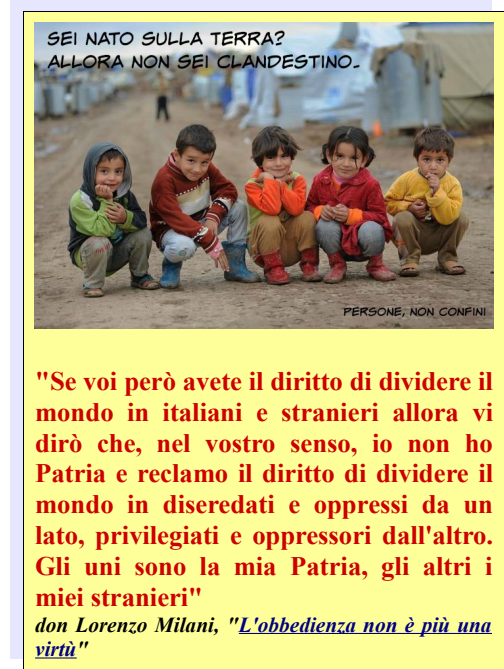 SEI NATO SULLA TERRA?
ALLORA NON SEI CLANDESTINO..
PERSONE, NON CONFINI
"Se voi però avete il diritto di dividere il
mondo in italiani e stranieri allora vi
dirò che, nel vostro senso, io non ho
Patria e reclamo il diritto di dividere il
mondo in diseredati e oppressi da un
lato, privilegiati e oppressori dall'altro.
Gli uni sono la mia Patria, gli altri i
miei stranieri"
don Lorenzo Milani, "L'obbedienza non è più una
virtù"